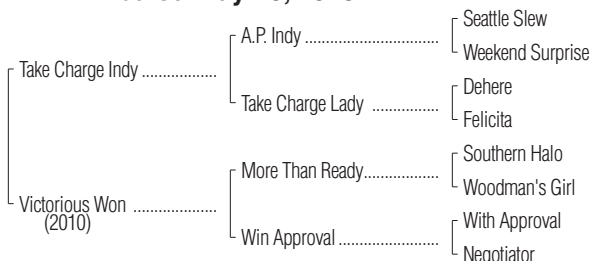 Seattle Slew
A.P. Indy ..................................
Weekend Surprise
Take Charge Indy ...................
Dehere
Take Charge Lady .................
Felicita
Southern Halo
More Than Ready...................
Woodman's Girl
Victorious Won .....................
(2010)
With Approval
Win Approval ..........................
Negotiator